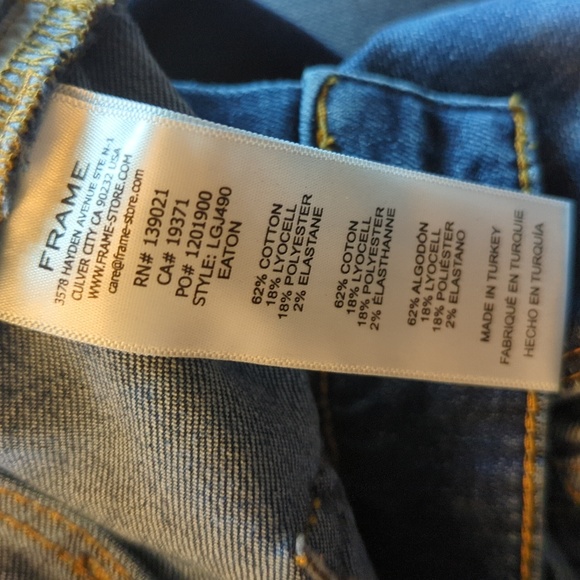 FRAME
3578 HAYDEN AVENUE STE N-1
CULVER CITY CA 90232 USA
WWW.FRAME-STORE.COM
care@frame-store.com
RN# 139021
CA# 19371
PO# 1201900
STYLE: LGJ490
EATON
62% COTTON
18% LYOCELL
18% POLYESTER
2% ELASTANE
62% COTON
18% LYOCELL
18% POLYESTER
2% ÉLASTHANNE
62% ALGODÓN
18% LYOCELL
18% POLIÉSTER
2% ELASTANO
MADE IN TURKEY
FABRIQUÉ EN TURQUIE
HECHO EN TURQUÍA